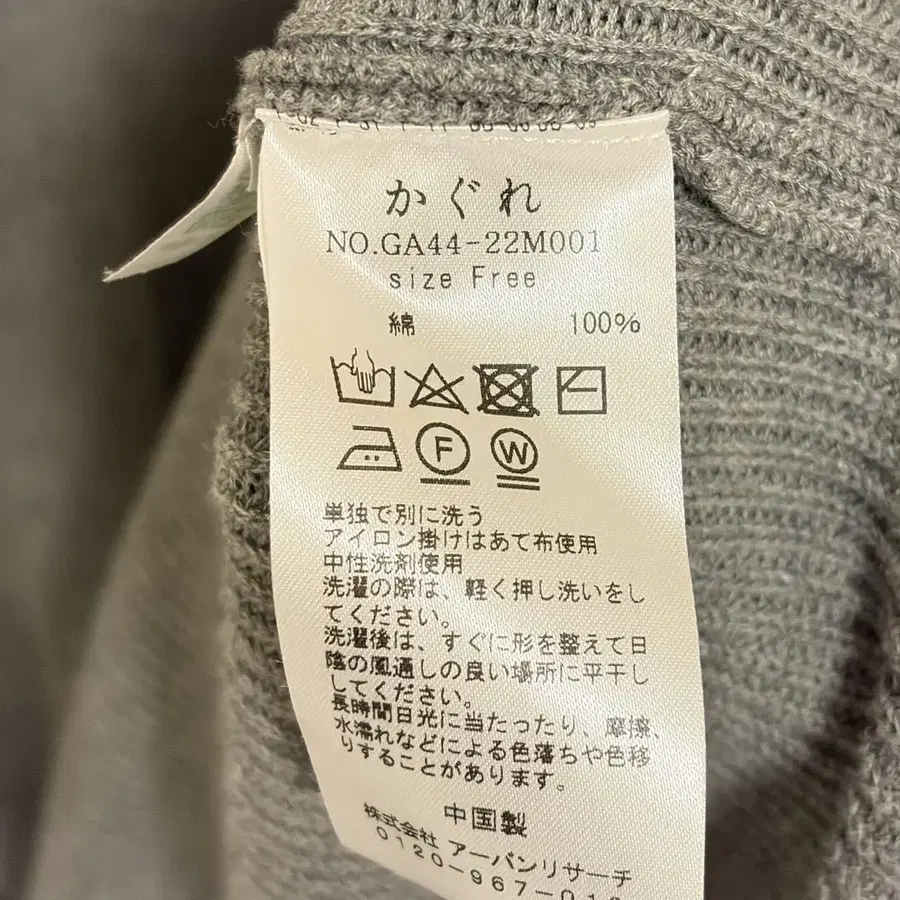 かぐれ
NO.GA44-22M001
size Free
綿 100%
F W
単独で別に洗う
アイロン掛けはあて布使用
中性洗剤使用
洗濯の際は、軽く押し洗いをし
てください。
洗濯後は、すぐに形を整えて日
陰の風通しの良い場所に平干し
してください。
長時間日光に当たったり、摩擦、
水濡れなどによる色落ちや色移
りすることがあります。
中国製
株式会社 アーバンリサーチ
0120-967-01